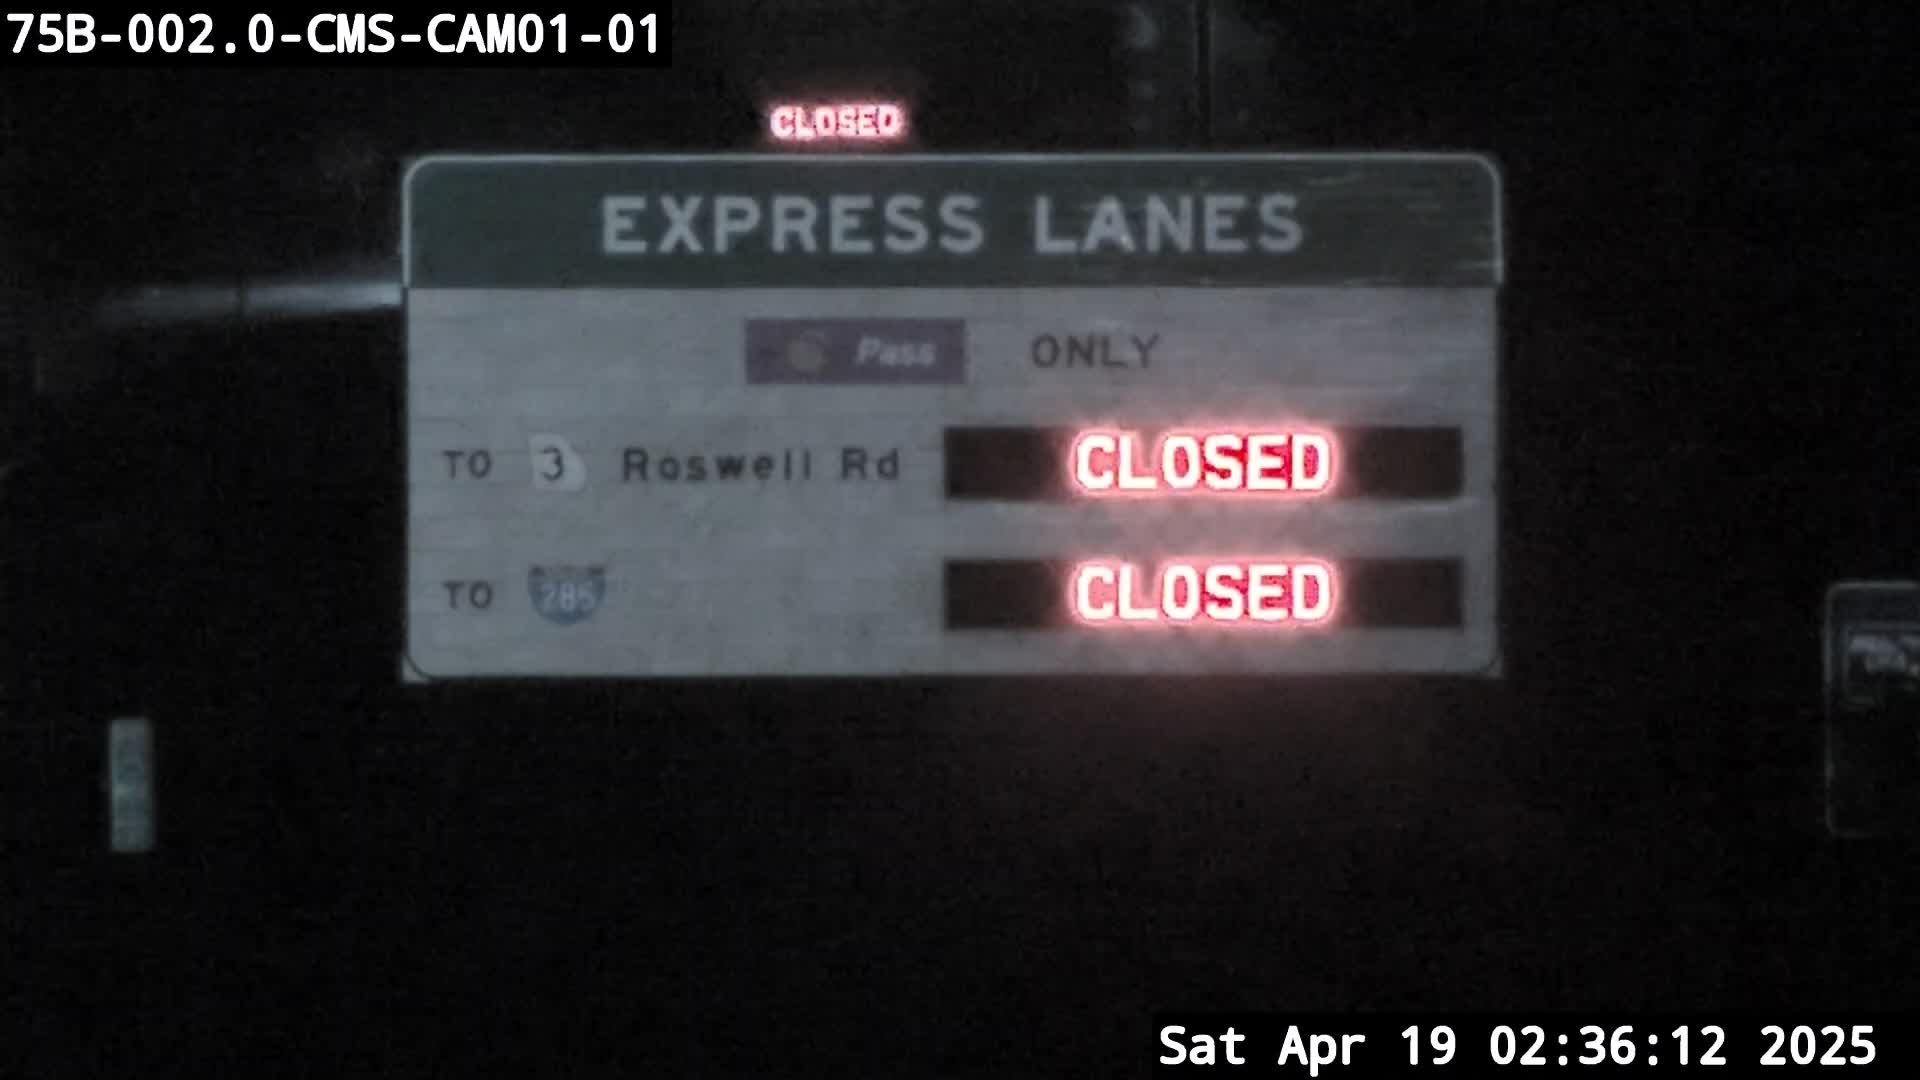 75B-002.0-CMS-CAM01-01
CLOSED
EXPRESS LANES
Pass ONLY
TO 3 Roswell Rd CLOSED
TO 285 CLOSED
Sat Apr 19 02:36:12 2025